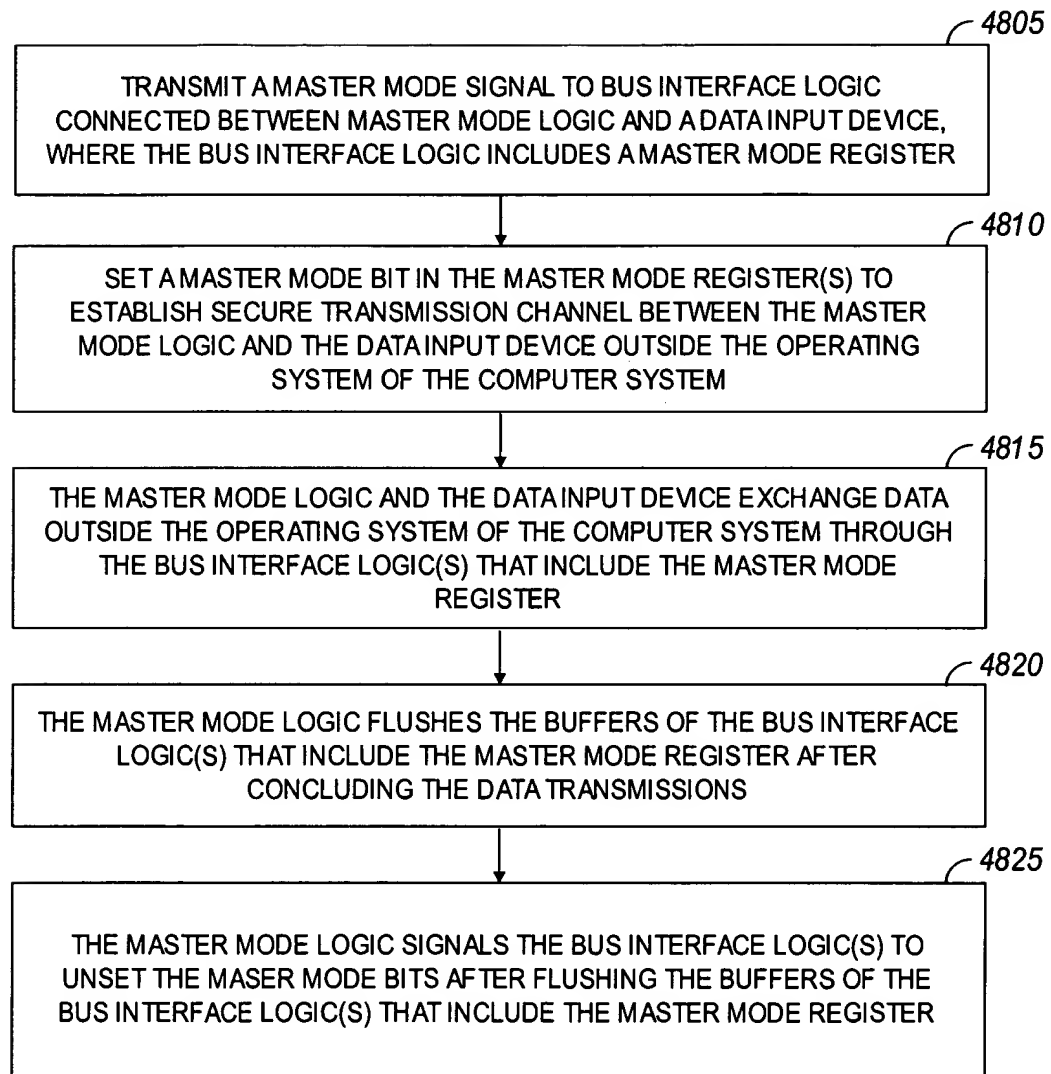 4805
TRANSMIT A MASTER MODE SIGNAL TO BUS INTERFACE LOGIC
CONNECTED BETWEEN MASTER MODE LOGIC AND A DATA INPUT DEVICE,
WHERE THE BUS INTERFACE LOGIC INCLUDES A MASTER MODE REGISTER
4810
SET A MASTER MODE BIT IN THE MASTER MODE REGISTER(S) TO
ESTABLISH SECURE TRANSMISSION CHANNEL BETWEEN THE MASTER
MODE LOGIC AND THE DATA INPUT DEVICE OUTSIDE THE OPERATING
SYSTEM OF THE COMPUTER SYSTEM
4815
THE MASTER MODE LOGIC AND THE DATA INPUT DEVICE EXCHANGE DATA
OUTSIDE THE OPERATING SYSTEM OF THE COMPUTER SYSTEM THROUGH
THE BUS INTERFACE LOGIC(S) THAT INCLUDE THE MASTER MODE
REGISTER
4820
THE MASTER MODE LOGIC FLUSHES THE BUFFERS OF THE BUS INTERFACE
LOGIC(S) THAT INCLUDE THE MASTER MODE REGISTER AFTER
CONCLUDING THE DATA TRANSMISSIONS
4825
THE MASTER MODE LOGIC SIGNALS THE BUS INTERFACE LOGIC(S) TO
UNSET THE MASER MODE BITS AFTER FLUSHING THE BUFFERS OF THE
BUS INTERFACE LOGIC(S) THAT INCLUDE THE MASTER MODE REGISTER